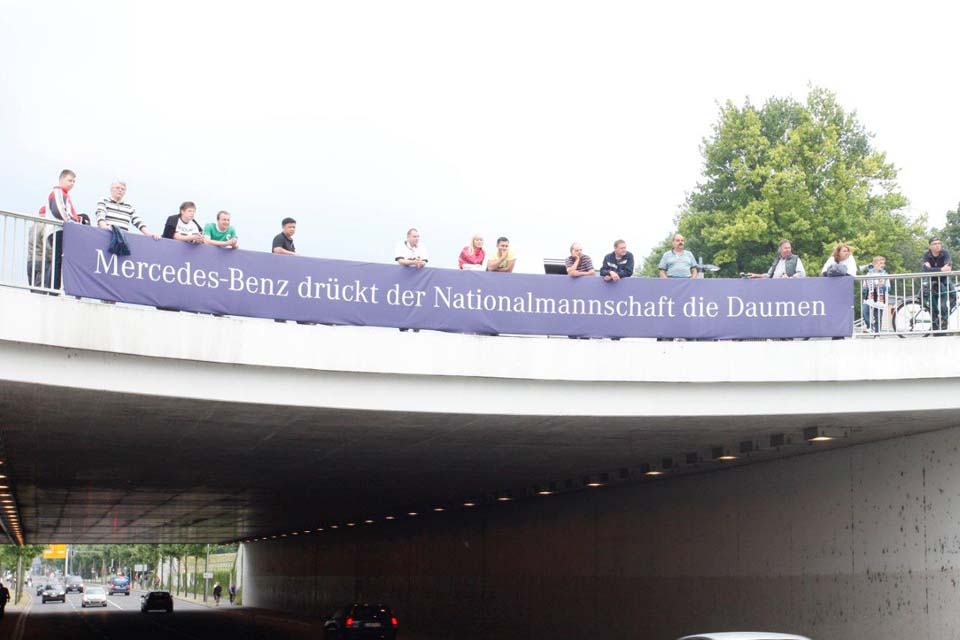 Mercedes-Benz drückt der Nationalmannschaft die Daumen